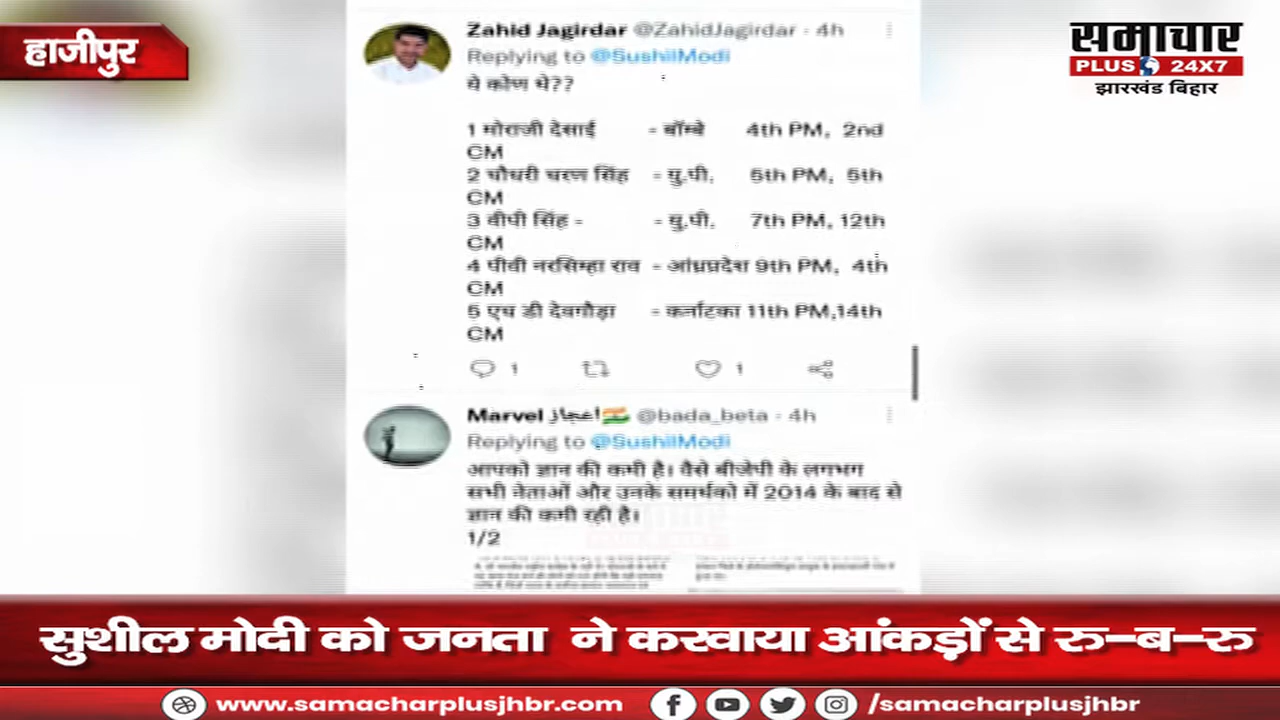 हाजीपुर
समाचार
PLUS 24X7
झारखंड बिहार
Zahid Jagirdar @ZahidJagirdar · 4h
Replying to @SushilModi
ये कोण थे??
1 मोराजी देसाई - बॉम्बे 4th PM, 2nd
CM
2 चौधरी चरण सिंह - यु.पी. 5th PM, 5th
CM
3 वीपी सिंह - - यु.पी. 7th PM, 12th
CM
4 पीवी नरसिम्हा राव - आंध्रप्रदेश 9th PM, 4th
CM
5 एच डी देवगौड़ा - कर्नाटका 11th PM,14th
CM
1 1
Marvel اعجاز @bada_beta · 4h
Replying to @SushilModi
आपको ज्ञान की कमी है। वैसे बीजेपी के लगभग
सभी नेताओं और उनके समर्थको में 2014 के बाद से
ज्ञान की कमी रही है।
1/2
सुशील मोदी को जनता ने करवाया आंकड़ों से रु-ब-रु
www.samacharplusjhbr.com /samacharplusjhbr